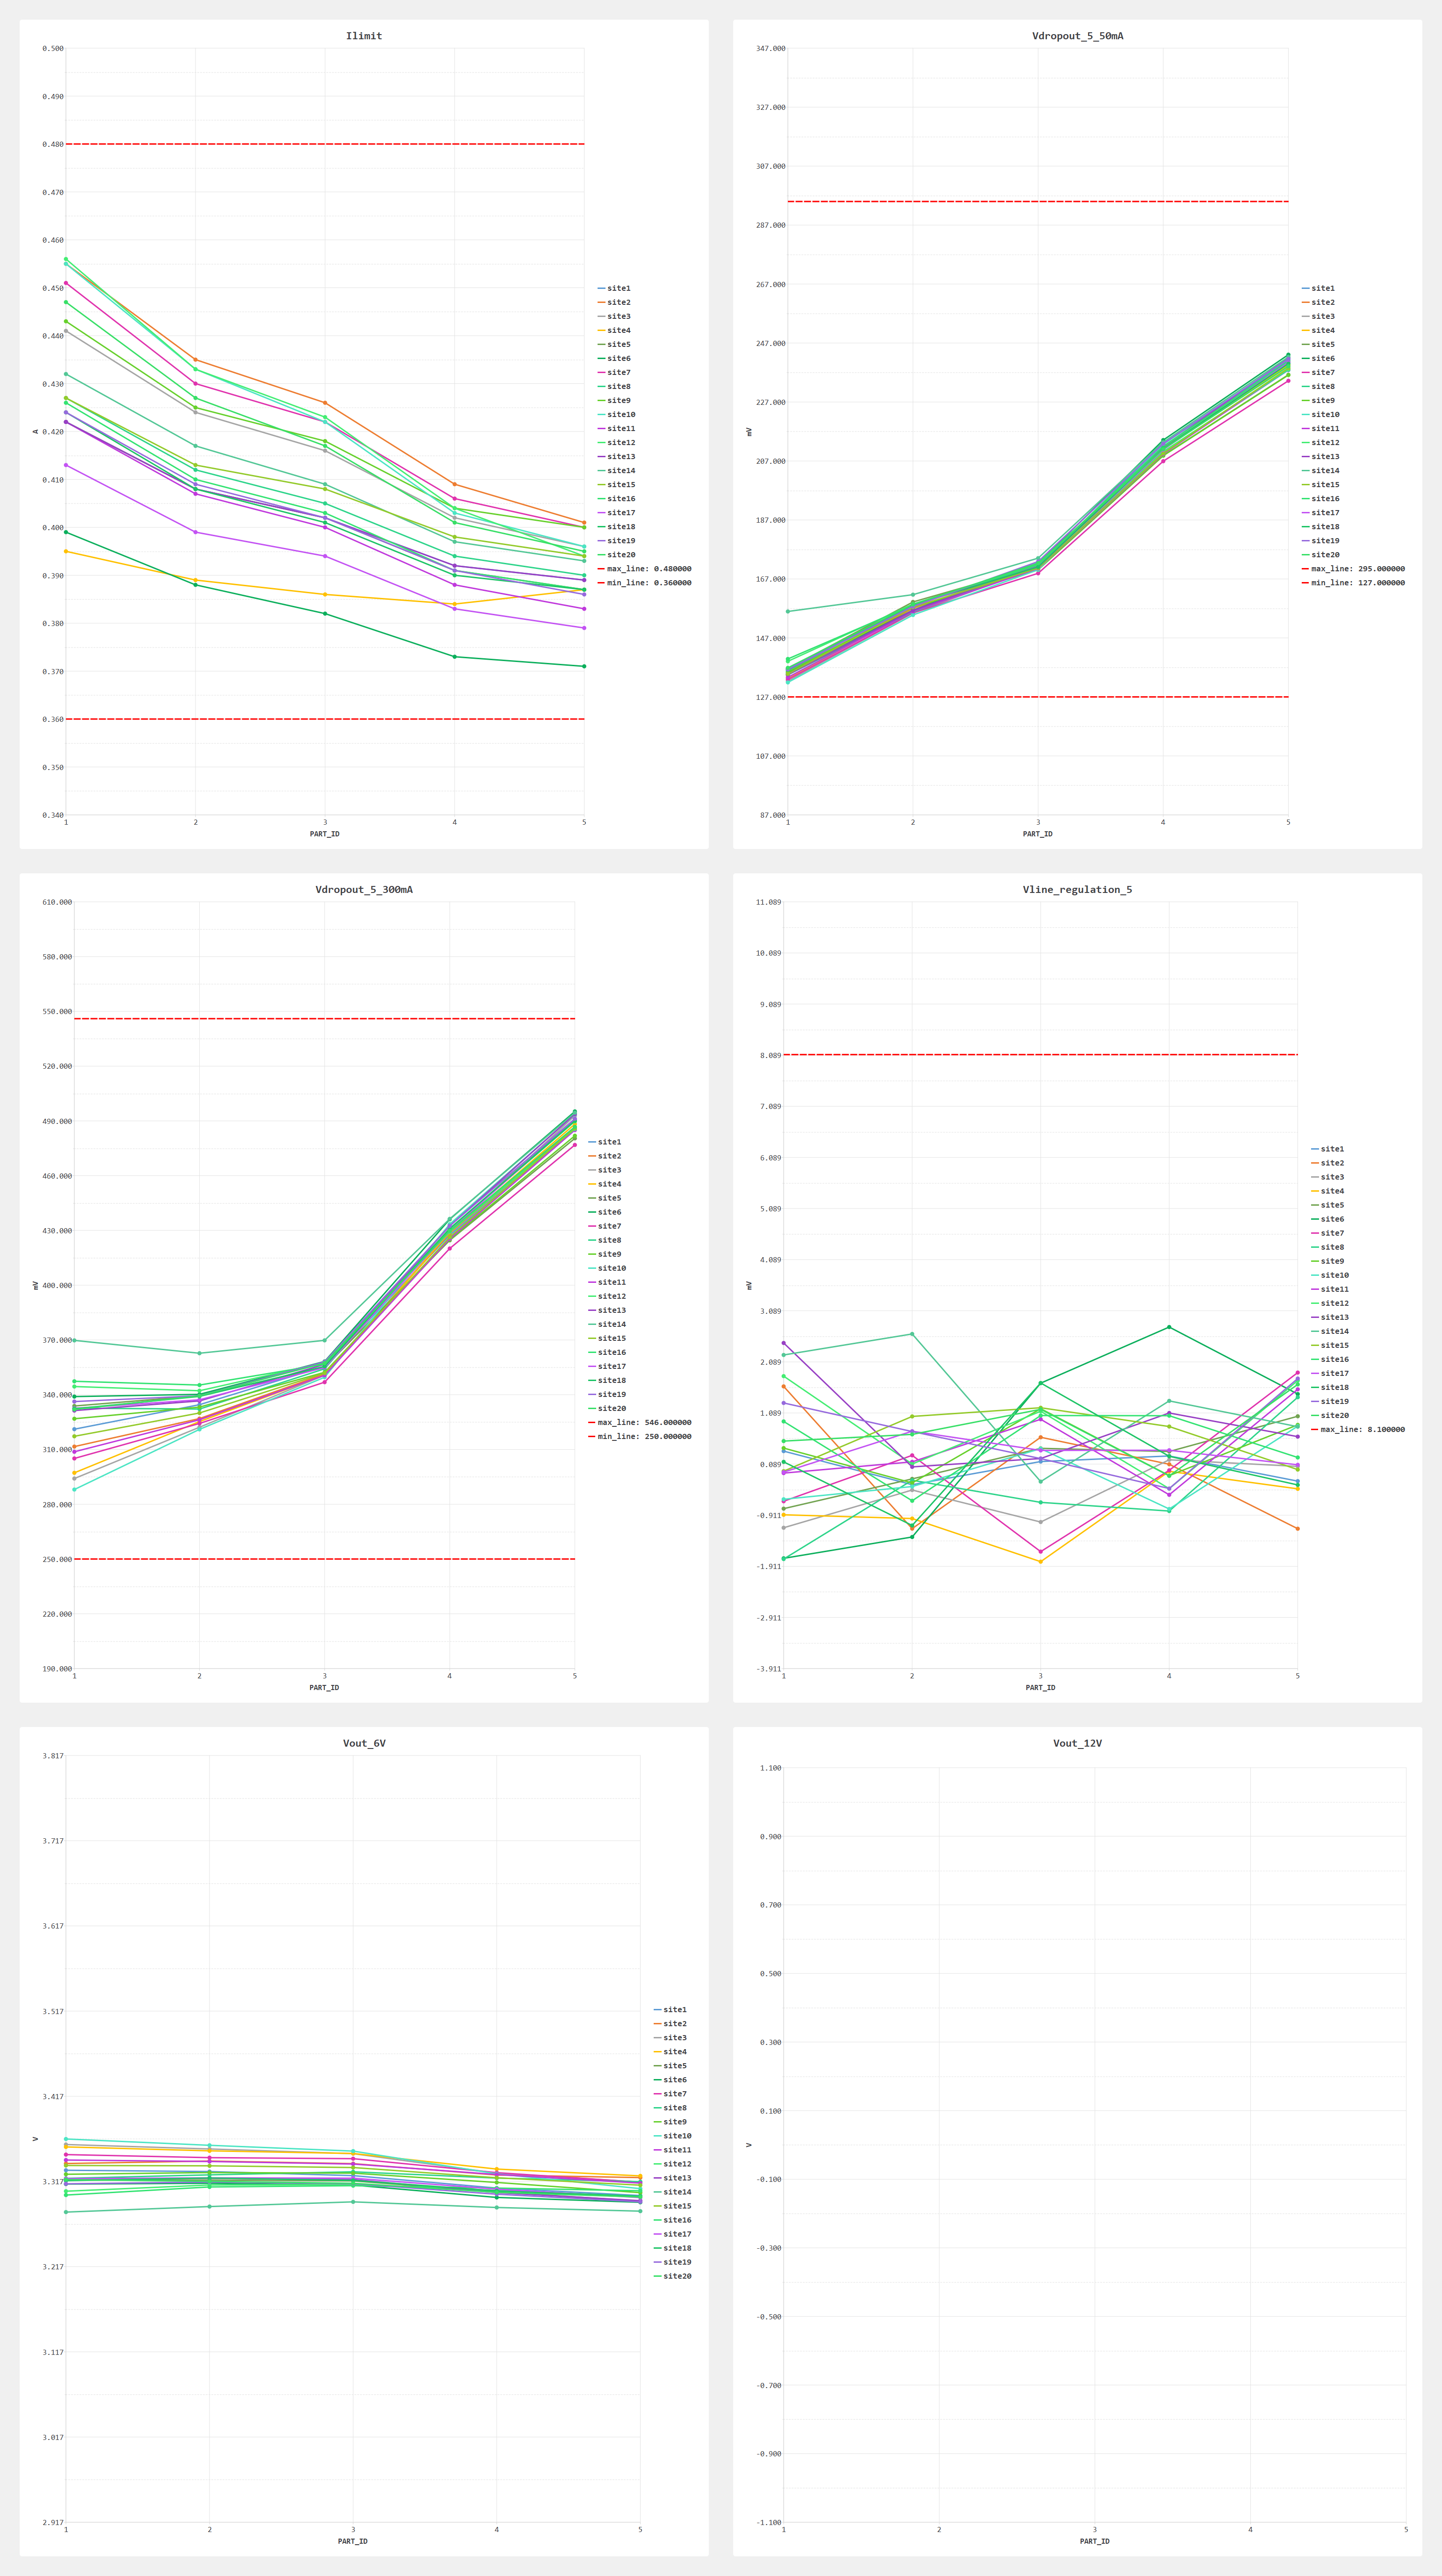 Ilimit
0.500
0.490
0.480
0.470
0.460
0.450
0.440
0.430
0.420
0.410
0.400
0.390
0.380
0.370
0.360
0.350
0.340
A
1 2 3 4 5
PART_ID
site1
site2
site3
site4
site5
site6
site7
site8
site9
site10
site11
site12
site13
site14
site15
site16
site17
site18
site19
site20
max_line: 0.480000
min_line: 0.360000
Vdropout_5_50mA
347.000
327.000
307.000
287.000
267.000
247.000
227.000
207.000
187.000
167.000
147.000
127.000
107.000
87.000
mV
1 2 3 4 5
PART_ID
site1
site2
site3
site4
site5
site6
site7
site8
site9
site10
site11
site12
site13
site14
site15
site16
site17
site18
site19
site20
max_line: 295.000000
min_line: 127.000000
Vdropout_5_300mA
610.000
580.000
550.000
520.000
490.000
460.000
430.000
400.000
370.000
340.000
310.000
280.000
250.000
220.000
190.000
mV
1 2 3 4 5
PART_ID
site1
site2
site3
site4
site5
site6
site7
site8
site9
site10
site11
site12
site13
site14
site15
site16
site17
site18
site19
site20
max_line: 546.000000
min_line: 250.000000
Vline_regulation_5
11.089
10.089
9.089
8.089
7.089
6.089
5.089
4.089
3.089
2.089
1.089
0.089
-0.911
-1.911
-2.911
-3.911
mV
1 2 3 4 5
PART_ID
site1
site2
site3
site4
site5
site6
site7
site8
site9
site10
site11
site12
site13
site14
site15
site16
site17
site18
site19
site20
max_line: 8.100000
Vout_6V
3.817
3.717
3.617
3.517
3.417
3.317
3.217
3.117
3.017
2.917
V
1 2 3 4 5
PART_ID
site1
site2
site3
site4
site5
site6
site7
site8
site9
site10
site11
site12
site13
site14
site15
site16
site17
site18
site19
site20
Vout_12V
1.100
0.900
0.700
0.500
0.300
0.100
-0.100
-0.300
-0.500
-0.700
-0.900
-1.100
V
1 2 3 4 5
PART_ID